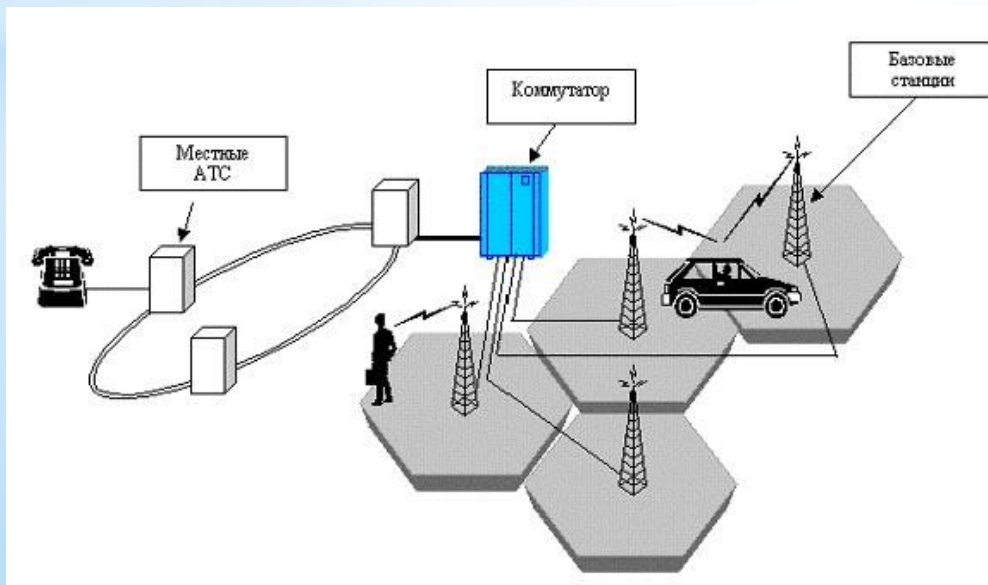 Базовые
станции
Коммутатор
Местные
АТС